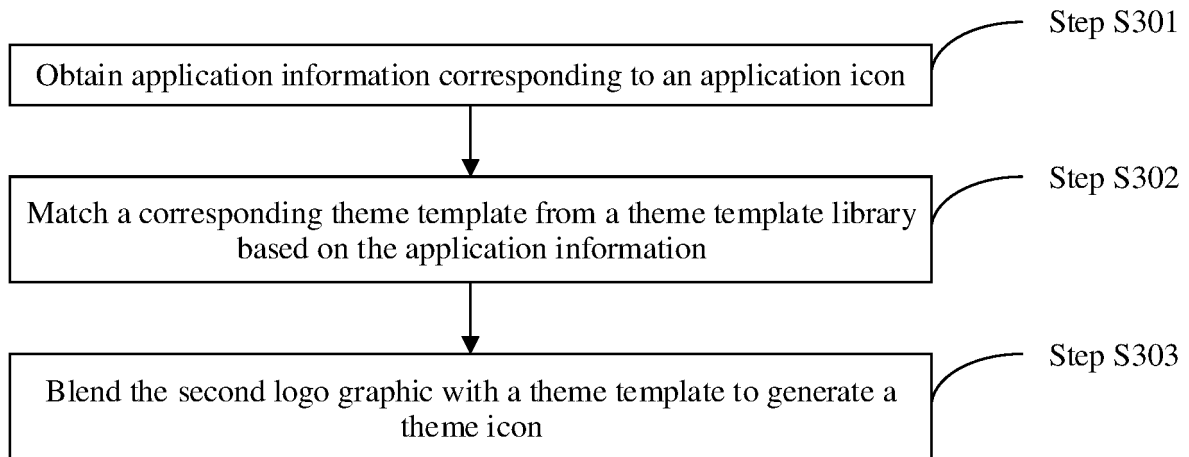 Step S301
Obtain application information corresponding to an application icon
Step S302
Match a corresponding theme template from a theme template library
based on the application information
Step S303
Blend the second logo graphic with a theme template to generate a
theme icon